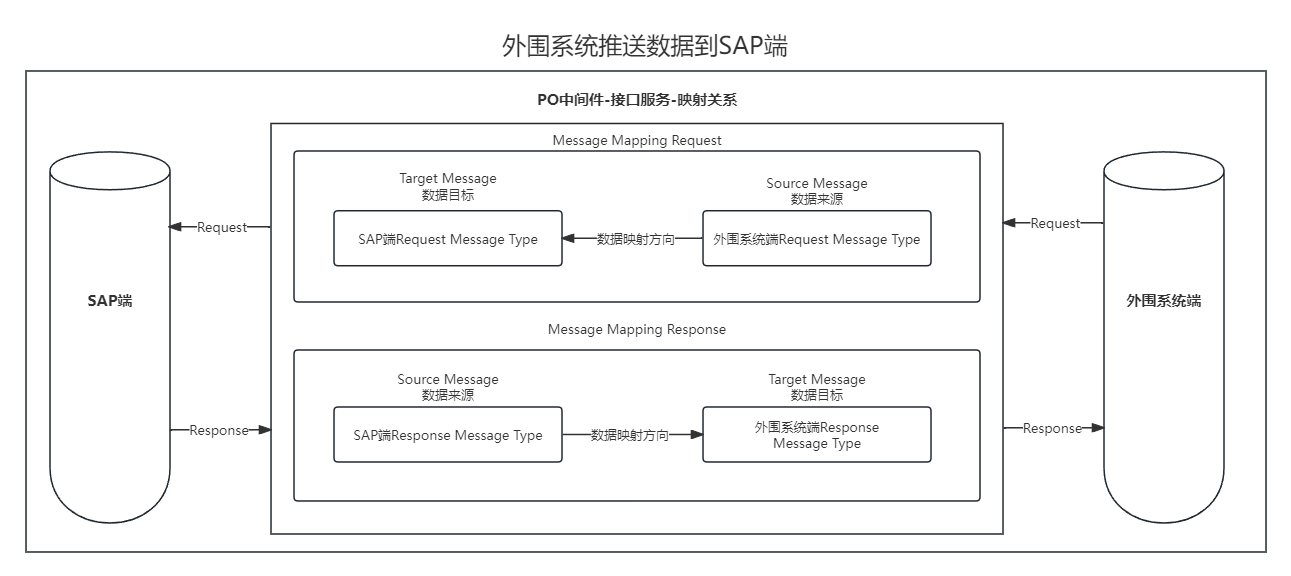 外围系统推送数据到SAP端
PO中间件-接口服务-映射关系
Message Mapping Request
Target Message
数据目标
Source Message
数据来源
Request
SAP端Request Message Type
数据映射方向
外围系统端Request Message Type
Request
SAP端
外围系统端
Message Mapping Response
Source Message
数据来源
Target Message
数据目标
Response
SAP端Response Message Type
数据映射方向
外围系统端Response
Message Type
Response